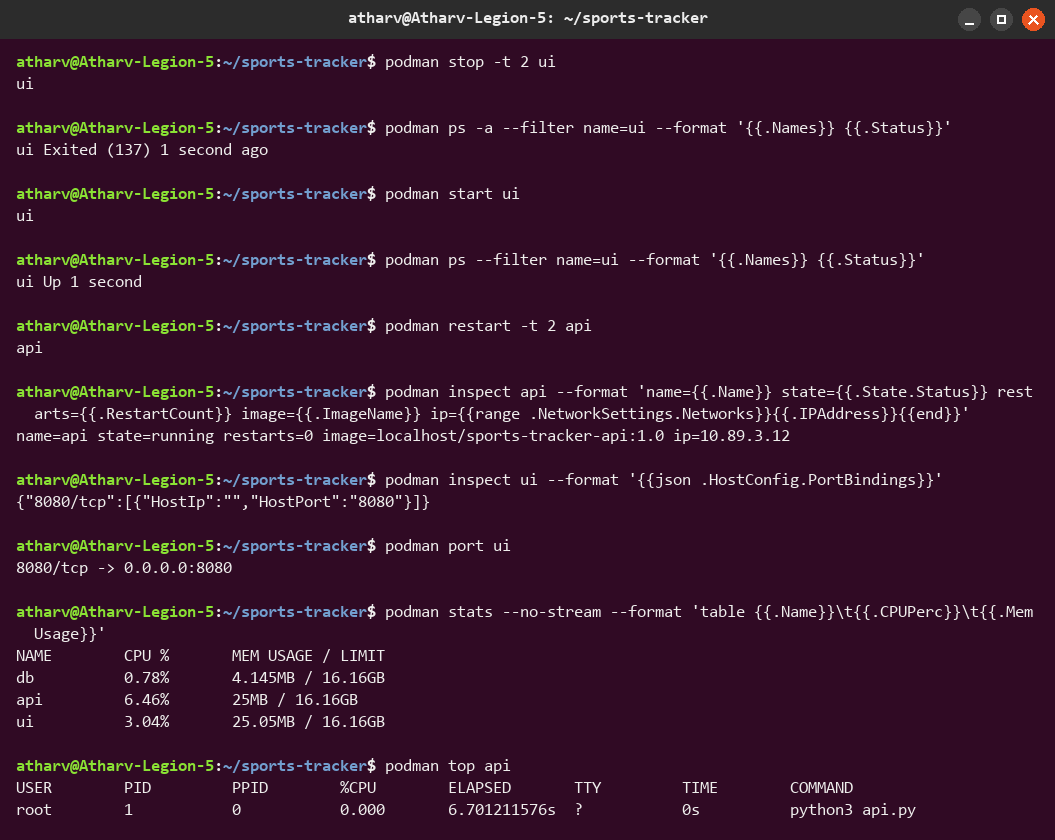 atharv@Atharv-Legion-5: ~/sports-tracker
atharv@Atharv-Legion-5:~/sports-tracker$ podman stop -t 2 ui
ui
atharv@Atharv-Legion-5:~/sports-tracker$ podman ps -a --filter name=ui --format '{{.Names}} {{.Status}}'
ui Exited (137) 1 second ago
atharv@Atharv-Legion-5:~/sports-tracker$ podman start ui
ui
atharv@Atharv-Legion-5:~/sports-tracker$ podman ps --filter name=ui --format '{{.Names}} {{.Status}}'
ui Up 1 second
atharv@Atharv-Legion-5:~/sports-tracker$ podman restart -t 2 api
api
atharv@Atharv-Legion-5:~/sports-tracker$ podman inspect api --format 'name={{.Name}} state={{.State.Status}} rest
arts={{.RestartCount}} image={{.ImageName}} ip={{range .NetworkSettings.Networks}}{{.IPAddress}}{{end}}'
name=api state=running restarts=0 image=localhost/sports-tracker-api:1.0 ip=10.89.3.12
atharv@Atharv-Legion-5:~/sports-tracker$ podman inspect ui --format '{{json .HostConfig.PortBindings}}'
{"8080/tcp":[{"HostIp":"","HostPort":"8080"}]}
atharv@Atharv-Legion-5:~/sports-tracker$ podman port ui
8080/tcp -> 0.0.0.0:8080
atharv@Atharv-Legion-5:~/sports-tracker$ podman stats --no-stream --format 'table {{.Name}}\t{{.CPUPerc}}\t{{.Mem
Usage}}'
NAME CPU % MEM USAGE / LIMIT
db 0.78% 4.145MB / 16.16GB
api 6.46% 25MB / 16.16GB
ui 3.04% 25.05MB / 16.16GB
atharv@Atharv-Legion-5:~/sports-tracker$ podman top api
USER PID PPID %CPU ELAPSED TTY TIME COMMAND
root 1 0 0.000 6.701211576s ? 0s python3 api.py